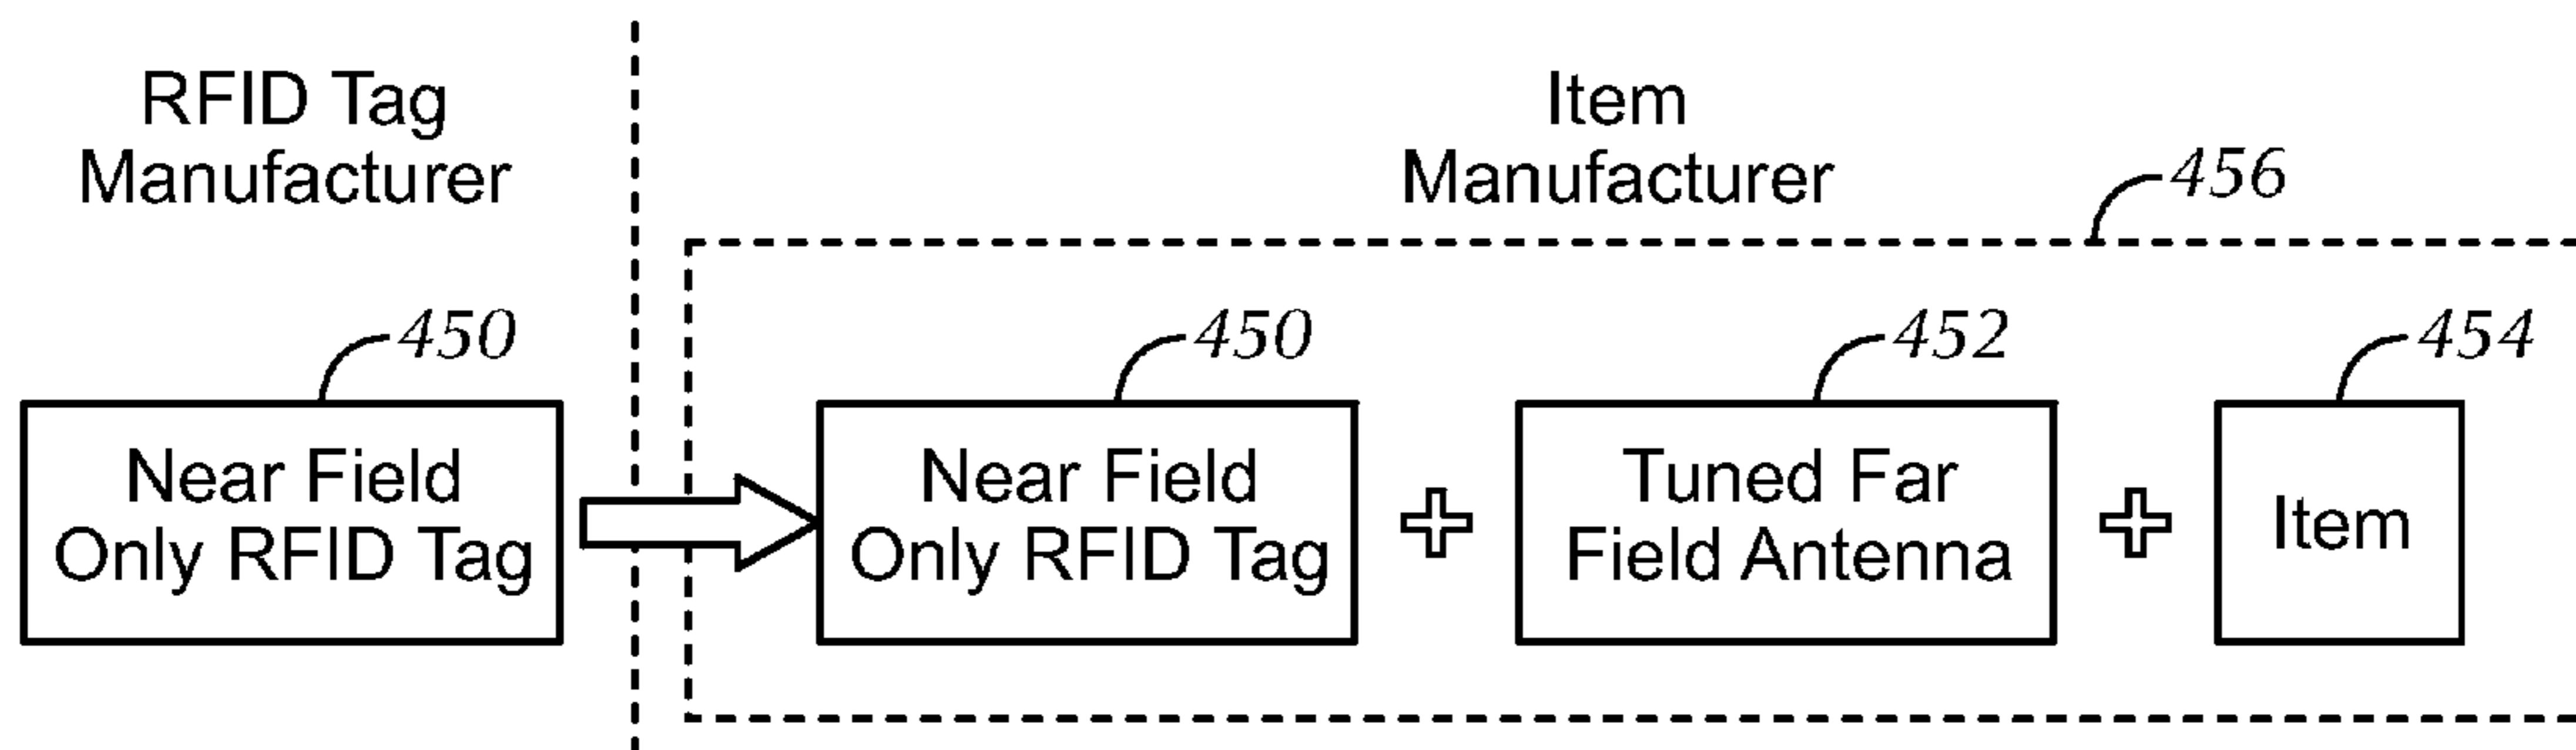 RFID Tag
Manufacturer
Item
Manufacturer
456
450
450
452
454
Near Field
Only RFID Tag
Near Field
Only RFID Tag
Tuned Far
Field Antenna
Item